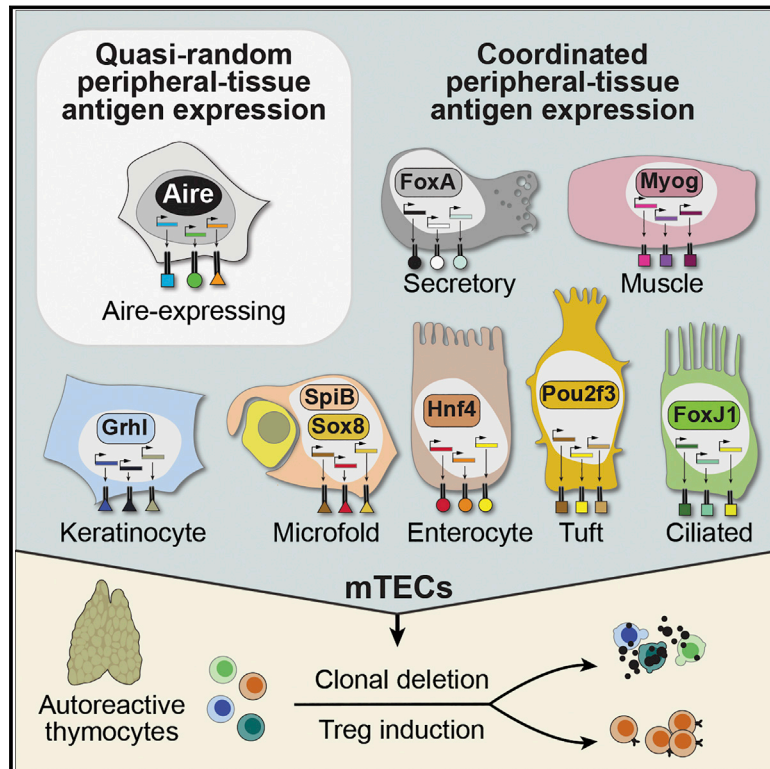 Quasi-random
peripheral-tissue
antigen expression
Aire
Aire-expressing
Coordinated
peripheral-tissue
antigen expression
FoxA
Secretory
Myog
Muscle
Grhl
Keratinocyte
SpiB
Sox8
Microfold
Hnf4
Enterocyte
Pou2f3
Tuft
FoxJ1
Ciliated
mTECs
Autoreactive
thymocytes
Clonal deletion
Treg induction